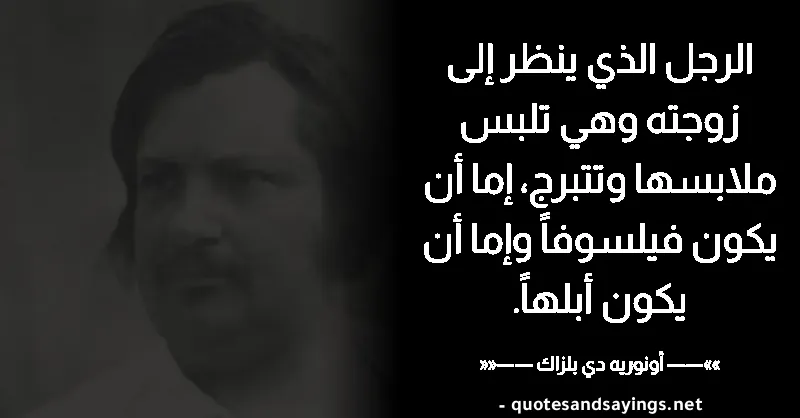 الرجل الذي ينظر إلى
زوجته وهي تلبس
ملابسها وتتبرج، إما أن
يكون فيلسوفاً وإما أن
يكون أبلهاً.
»»——— أونوريه دي بلزاك ———««
- quotesandsayings.net